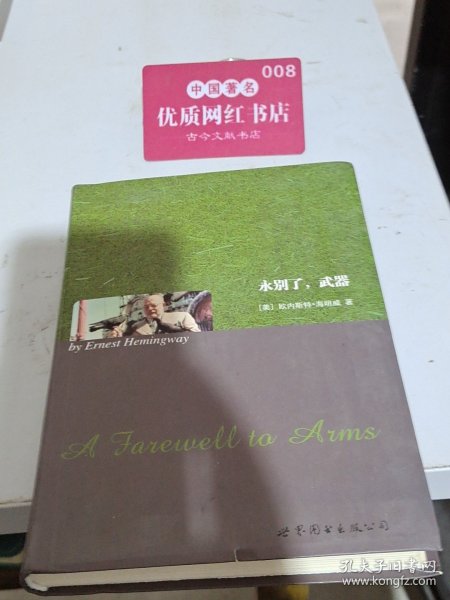 008
中国著名
优质网红书店
古今文献书店
永别了，武器
［美］欧内斯特·海明威 著
by Ernest Hemingway
A Farewell to Arms
世界图书出版公司
孔夫子旧书网
www.kongfz.com